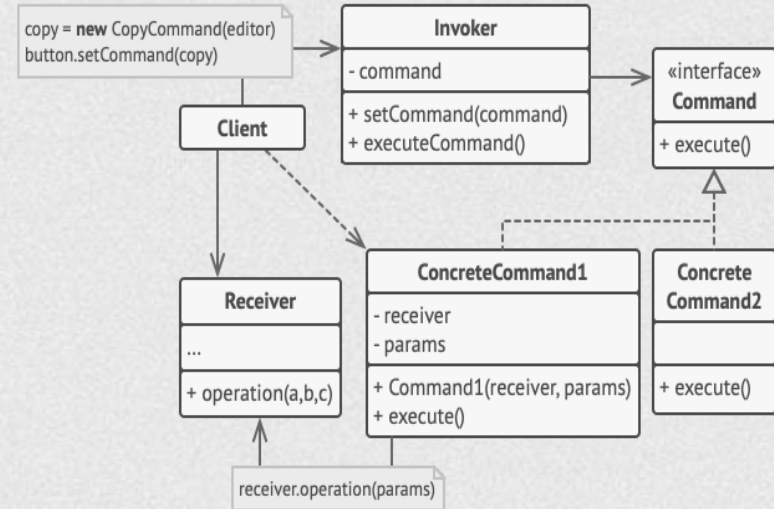 copy = new CopyCommand(editor)
button.setCommand(copy)
Invoker
- command
+ setCommand(command)
+ executeCommand()
«interface»
Command
+ execute()
Client
Receiver
...
+ operation(a,b,c)
ConcreteCommand1
- receiver
- params
+ Command1(receiver, params)
+ execute()
Concrete
Command2
+ execute()
receiver.operation(params)